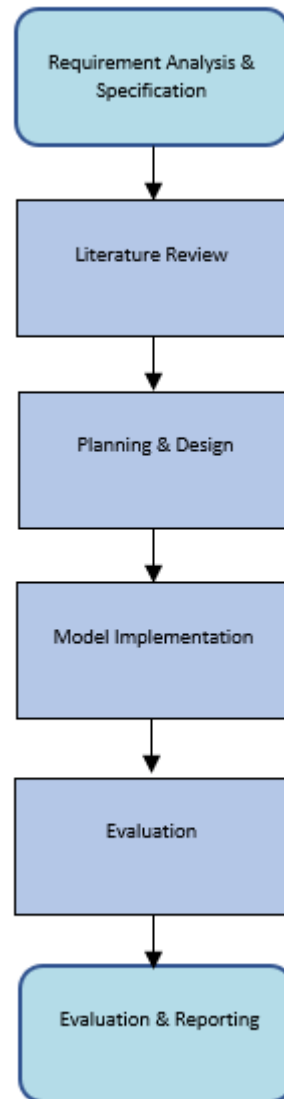 Requirement Analysis &
Specification
Literature Review
Planning & Design
Model Implementation
Evaluation
Evaluation & Reporting